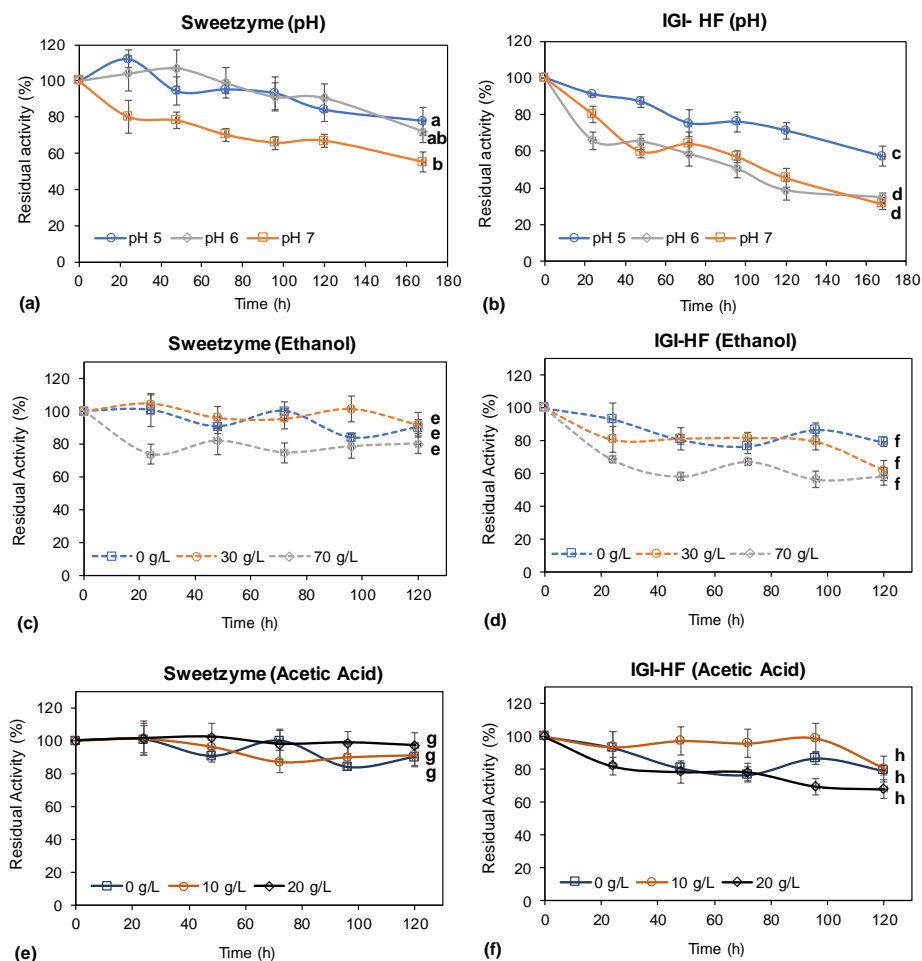 Sweetzyme (pH)
120
100
80
60
40
20
0
Residual activity (%)
a
ab
b
pH 5 pH 6 pH 7
0 20 40 60 80 100 120 140 160 180
Time (h)
(a)
IGI- HF (pH)
120
100
80
60
40
20
0
Residual activity (%)
c
d
d
pH 5 pH 6 pH 7
0 20 40 60 80 100 120 140 160 180
Time (h)
(b)
Sweetzyme (Ethanol)
120
100
80
60
40
20
0
Residual Activity (%)
e
e
e
0 g/L 30 g/L 70 g/L
0 20 40 60 80 100 120
Time (h)
(c)
IGI-HF (Ethanol)
120
100
80
60
40
20
0
Residual Activity (%)
f
f
f
0 g/L 30 g/L 70 g/L
0 20 40 60 80 100 120
Time (h)
(d)
Sweetzyme (Acetic Acid)
120
100
80
60
40
20
0
Residual Activity (%)
g
g
g
0 g/L 10 g/L 20 g/L
0 20 40 60 80 100 120
Time (h)
(e)
IGI-HF (Acetic Acid)
120
100
80
60
40
20
0
Residual Activity (%)
h
h
h
0 g/L 10 g/L 20 g/L
0 20 40 60 80 100 120
Time (h)
(f)